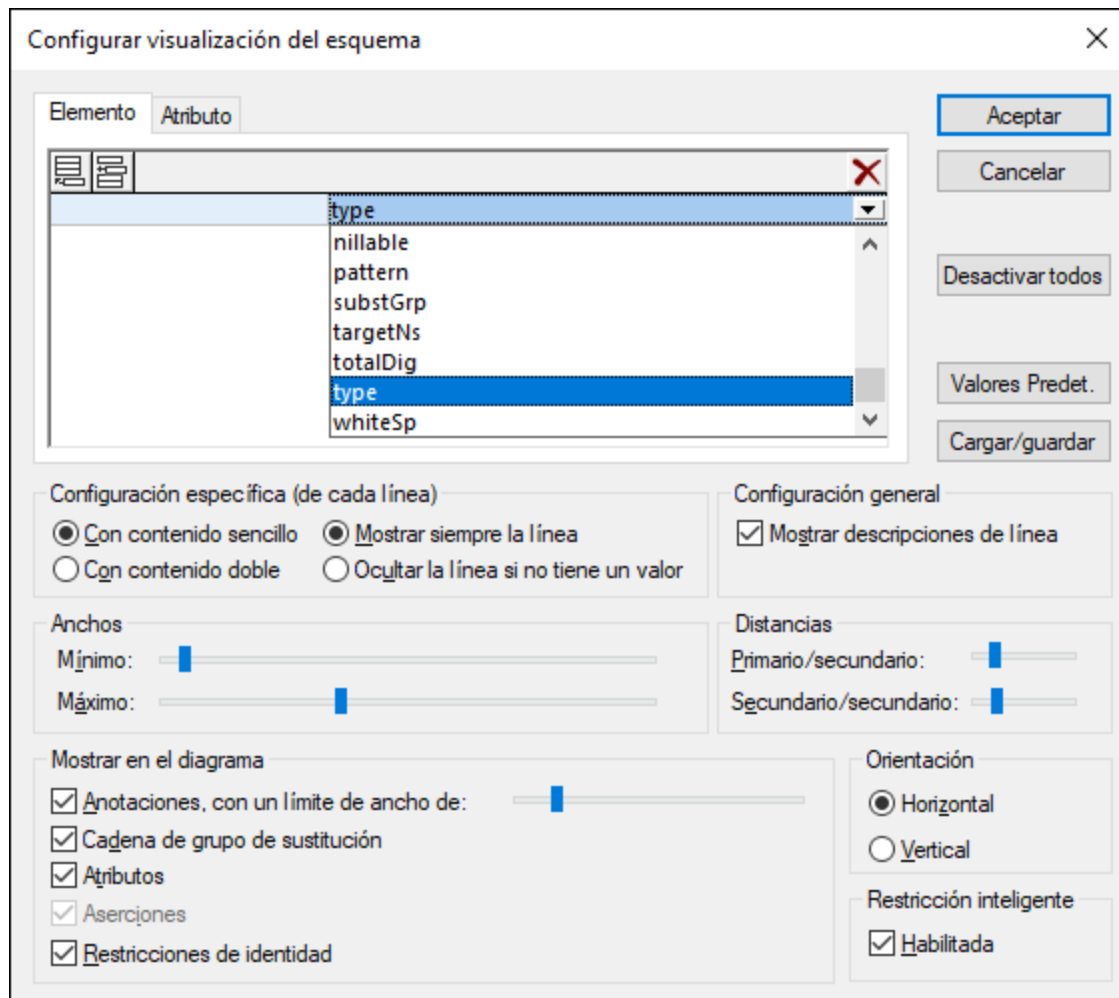 Configurar visualización del esquema
Elemento Atributo
Aceptar
Cancelar
type
nillable
pattern
substGrp
targetNs
totalDig
type
whiteSp
Desactivar todos
Valores Predet.
Cargar/guardar
Configuración específica (de cada línea)
Con contenido sencillo Mostrar siempre la línea
Con contenido doble Ocultar la línea si no tiene un valor
Configuración general
Mostrar descripciones de línea
Anchos
Mínimo:
Máximo:
Distancias
Primario/secundario:
Secundario/secundario:
Mostrar en el diagrama
Anotaciones, con un límite de ancho de:
Cadena de grupo de sustitución
Atributos
Aserciones
Restricciones de identidad
Orientación
Horizontal
Vertical
Restricción inteligente
Habilitada